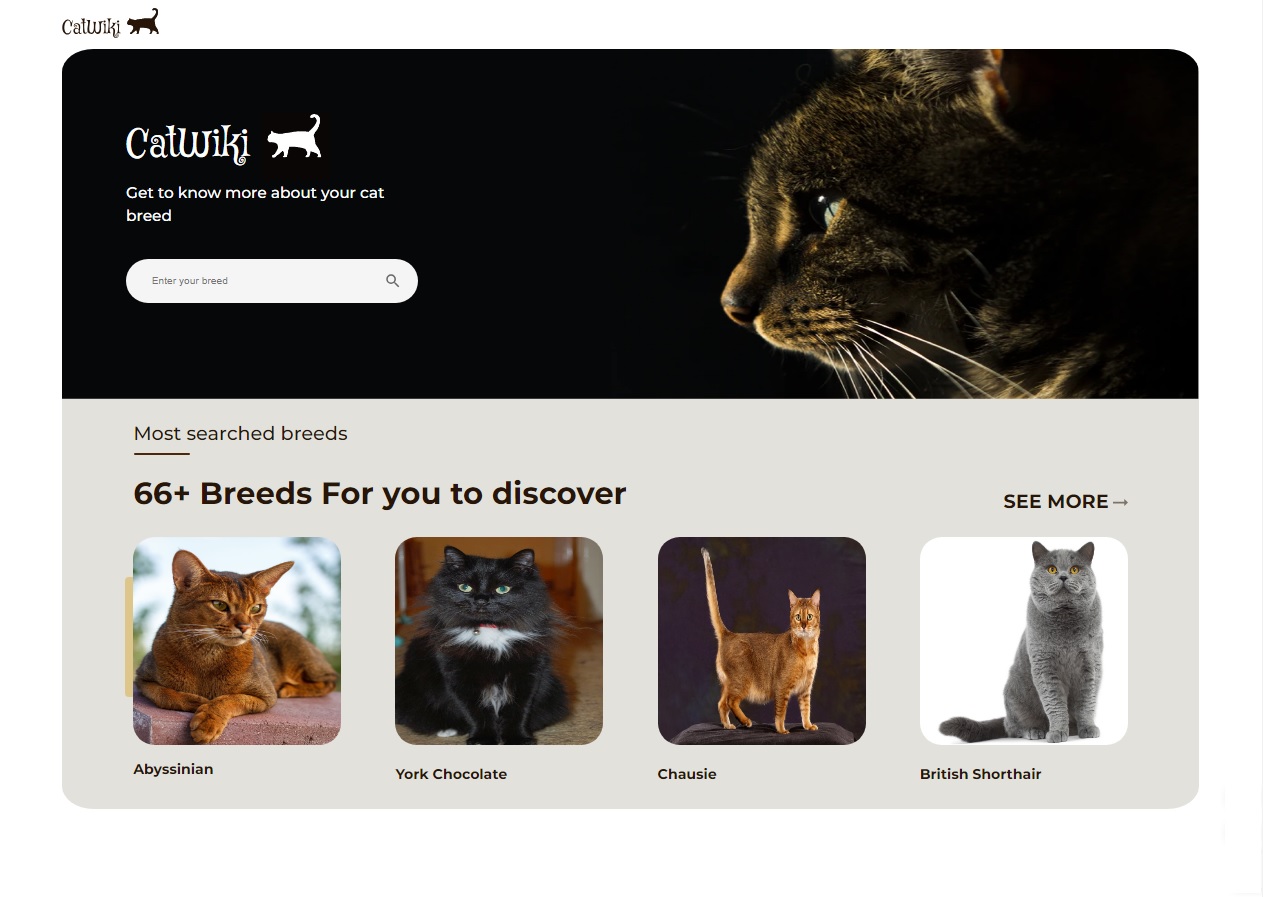 CatWiki
CatWiki
Get to know more about your cat
breed
Enter your breed
Most searched breeds
66+ Breeds For you to discover
SEE MORE
Abyssinian
York Chocolate
Chausie
British Shorthair